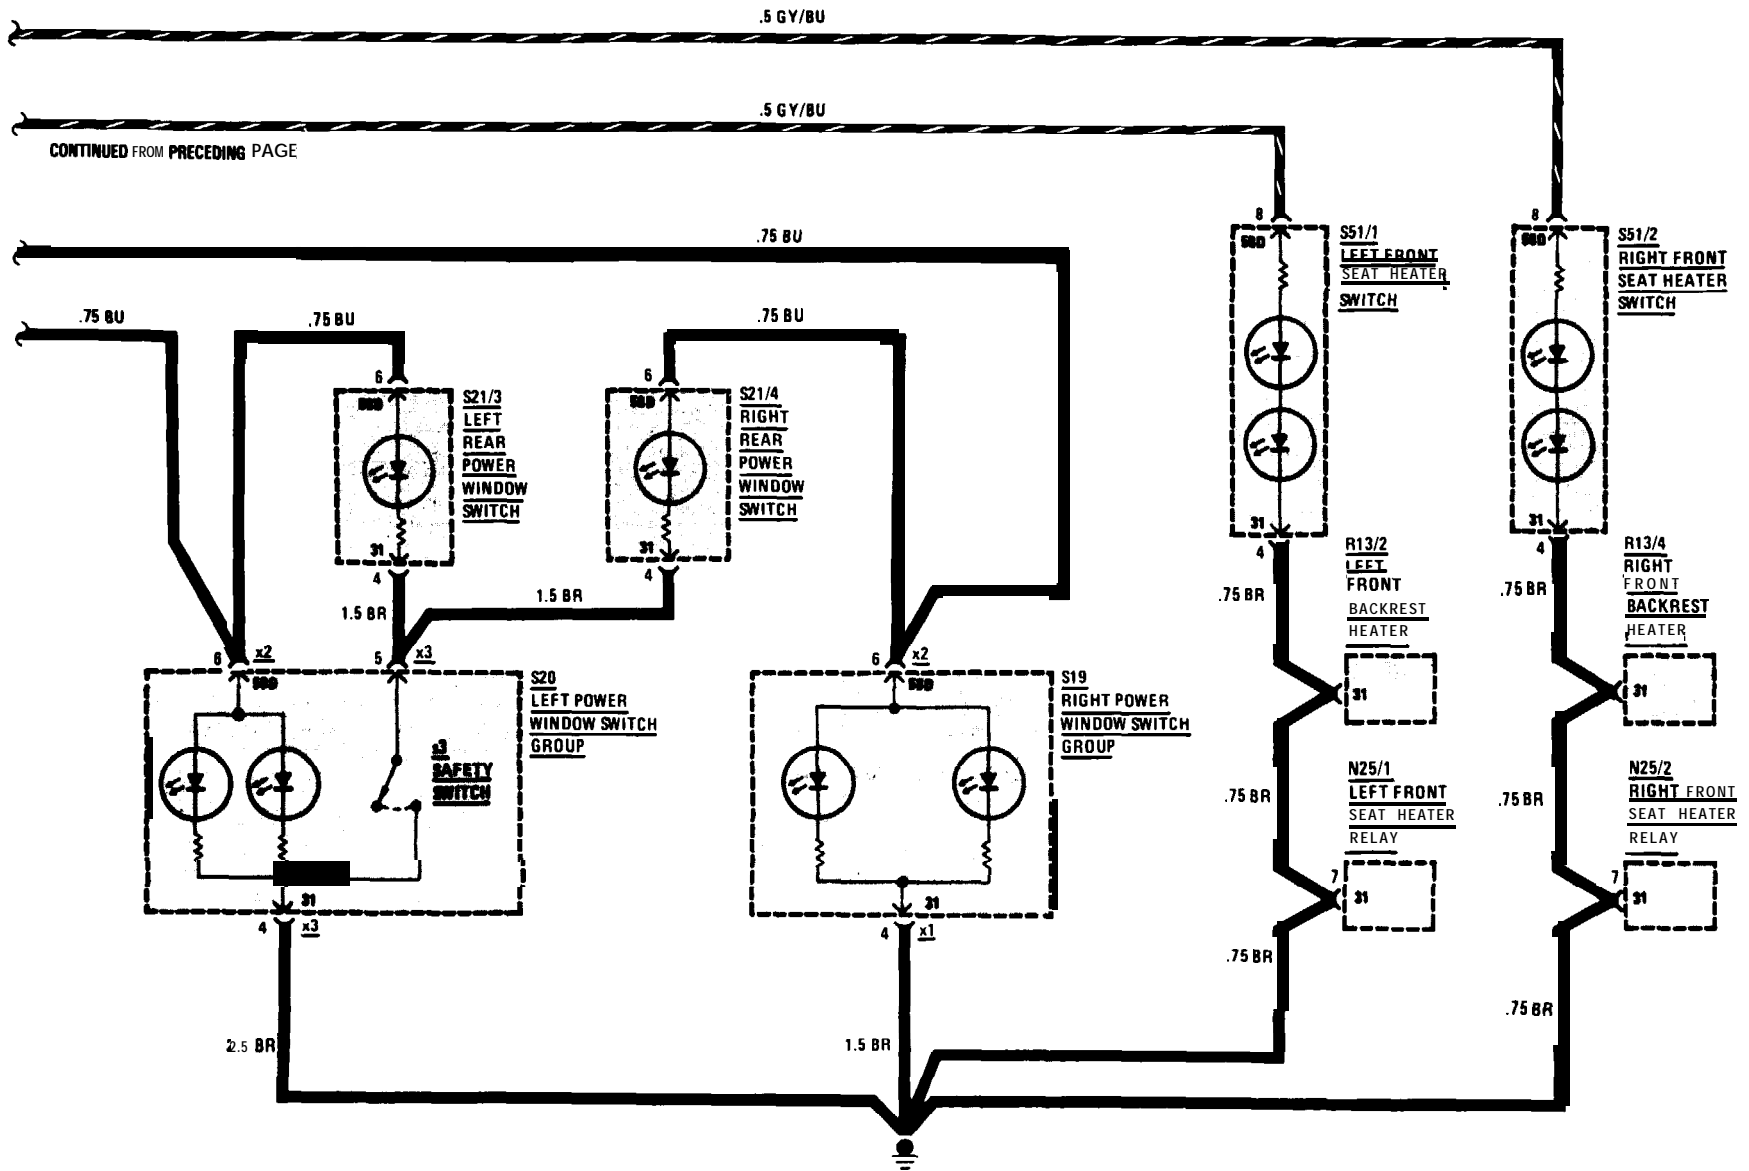 .5 GY/BU
.5 GY/BU
CONTINUED FROM PRECEDING PAGE
.75 BU
.75 BU
.75 BU
.75 BU
8
58D
S51/1
LEFT FRONT
SEAT HEATER
SWITCH
8
58D
S51/2
RIGHT FRONT
SEAT HEATER
SWITCH
6
58D
S21/3
LEFT
REAR
POWER
WINDOW
SWITCH
31
4
6
58D
S21/4
RIGHT
REAR
POWER
WINDOW
SWITCH
31
4
31
4
31
4
1.5 BR
1.5 BR
.75 BR
R13/2
LEFT
FRONT
BACKREST
HEATER
31
.75 BR
R13/4
RIGHT
FRONT
BACKREST
HEATER
31
6
x2
58D
5
x3
S20
LEFT POWER
WINDOW SWITCH
GROUP
s3
SAFETY
SWITCH
31
4
x3
6
x2
58D
S19
RIGHT POWER
WINDOW SWITCH
GROUP
31
4
x1
.75 BR
N25/1
LEFT FRONT
SEAT HEATER
RELAY
7
31
.75 BR
N25/2
RIGHT FRONT
SEAT HEATER
RELAY
7
31
.75 BR
.75 BR
2.5 BR
1.5 BR